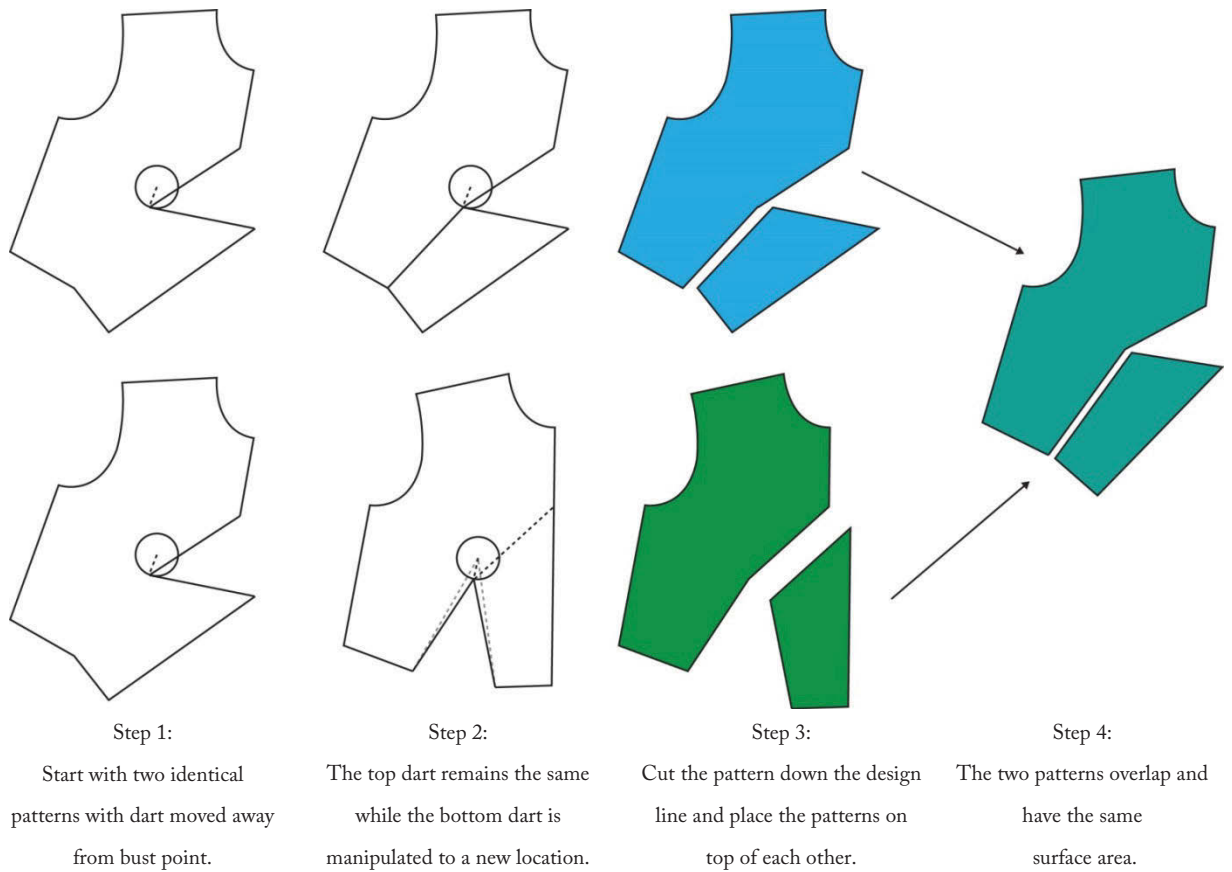 Step 1:
Start with two identical
patterns with dart moved away
from bust point.
Step 2:
The top dart remains the same
while the bottom dart is
manipulated to a new location.
Step 3:
Cut the pattern down the design
line and place the patterns on
top of each other.
Step 4:
The two patterns overlap and
have the same
surface area.